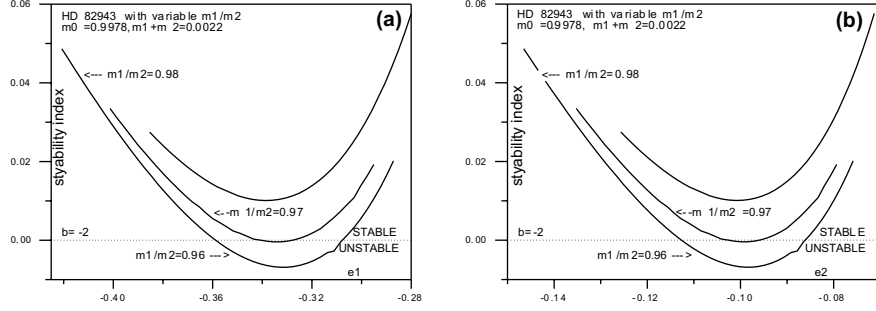 HD 82943 with variable m1/m2
m0 =0.9978,m1 +m 2=0.0022
(a)
0.06
<--- m1/m2=0.98
0.04
styability index
0.02
<--m 1/m2=0.97
b= -2
STABLE
0.00
UNSTABLE
m1/m2=0.96 --->
e1
-0.40
-0.36
-0.32
-0.28
HD 82943 with variable m1/m2
m0 =0.9978, m1 +m 2=0.0022
(b)
0.06
<--- m1/m2=0.98
0.04
styability index
0.02
<--m 1/m2 =0.97
b= -2
STABLE
0.00
UNSTABLE
m1/m2=0.96 --->
e2
-0.14
-0.12
-0.10
-0.08